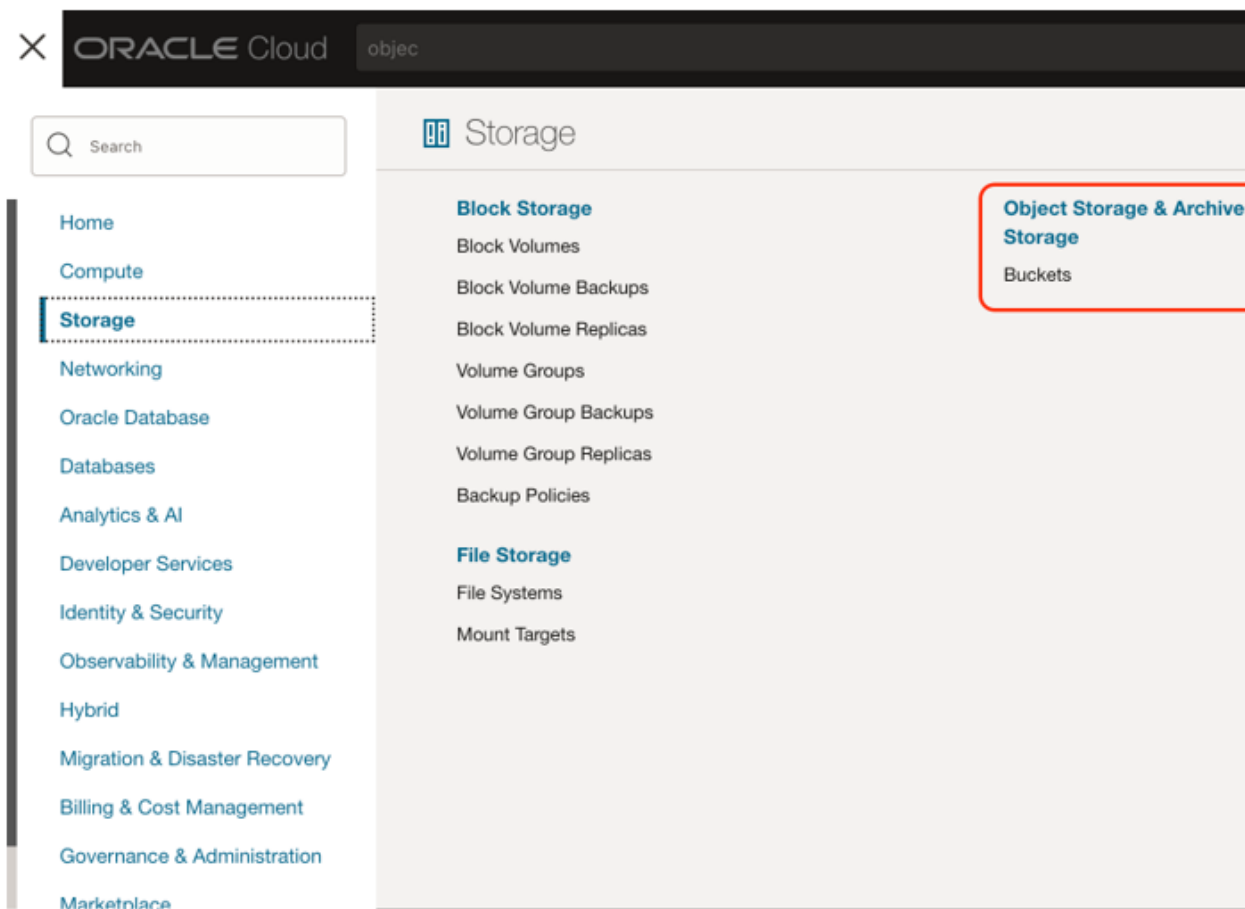 ORACLE Cloud
objec
Search
Home
Compute
Storage
Networking
Oracle Database
Databases
Analytics & AI
Developer Services
Identity & Security
Observability & Management
Hybrid
Migration & Disaster Recovery
Billing & Cost Management
Governance & Administration
Marketplace
Storage
Block Storage
Block Volumes
Block Volume Backups
Block Volume Replicas
Volume Groups
Volume Group Backups
Volume Group Replicas
Backup Policies
File Storage
File Systems
Mount Targets
Object Storage & Archive
Storage
Buckets